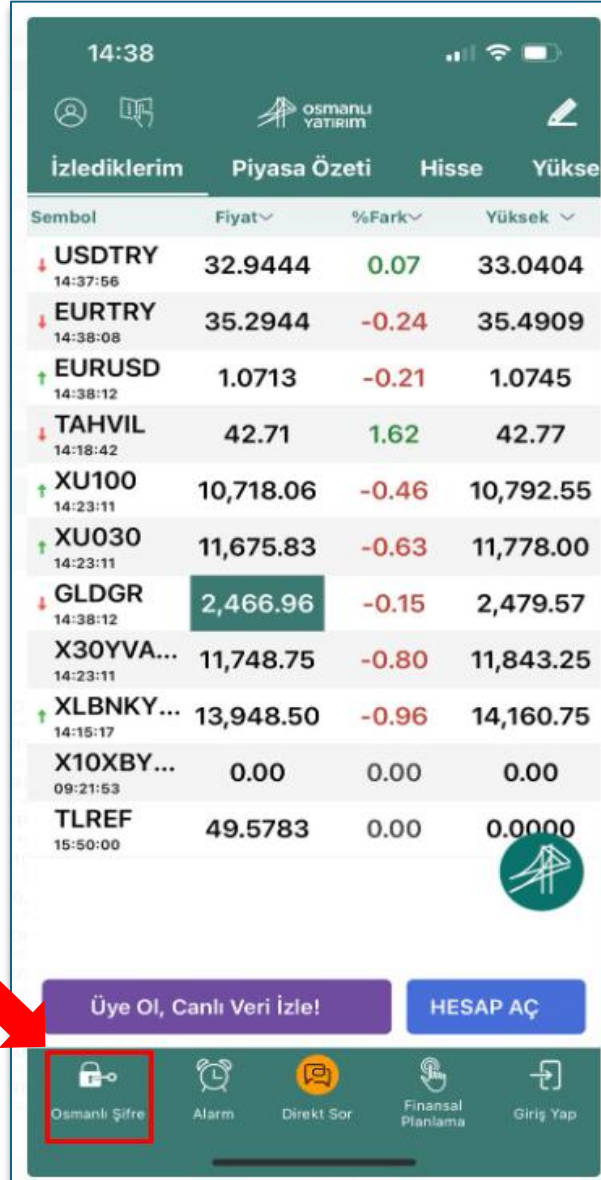 14:38
osmanlı
YATIRIM
İzlediklerim Piyasa Özeti Hisse Yükse
Sembol Fiyat %Fark Yüksek
USDTRY 32.9444 0.07 33.0404
14:37:56
EURTRY 35.2944 -0.24 35.4909
14:38:08
EURUSD 1.0713 -0.21 1.0745
14:38:12
TAHVIL 42.71 1.62 42.77
14:18:42
XU100 10,718.06 -0.46 10,792.55
14:23:11
XU030 11,675.83 -0.63 11,778.00
14:23:11
GLDGR 2,466.96 -0.15 2,479.57
14:38:12
X30YVA... 11,748.75 -0.80 11,843.25
14:23:11
XLBNKY... 13,948.50 -0.96 14,160.75
14:15:17
X10XBY... 0.00 0.00 0.00
09:21:53
TLREF 49.5783 0.00 0.0000
15:50:00
Üye Ol, Canlı Veri İzle! HESAP AÇ
Osmanlı Şifre Alarm Direkt Sor Finansal Planlama Giriş Yap